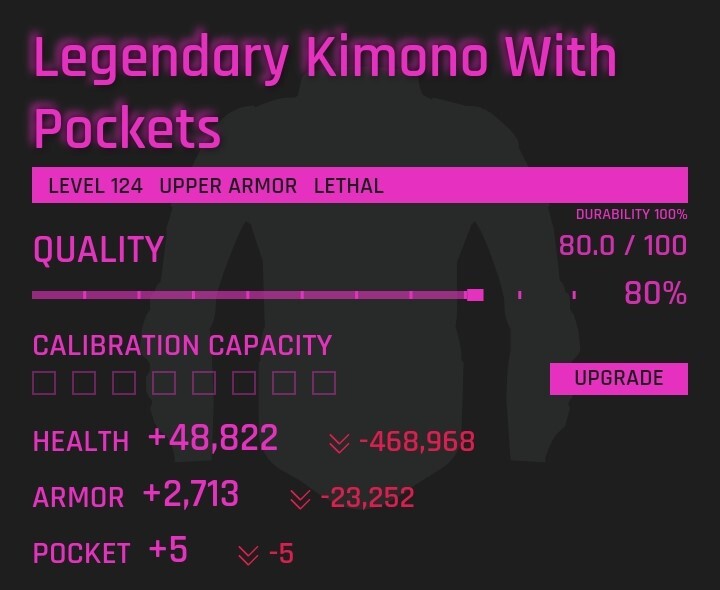 Legendary Kimono With
Pockets
LEVEL 124 UPPER ARMOR LETHAL
DURABILITY 100%
QUALITY 80.0 / 100
80%
CALIBRATION CAPACITY
UPGRADE
HEALTH +48,822 -468,968
ARMOR +2,713 -23,252
POCKET +5 -5